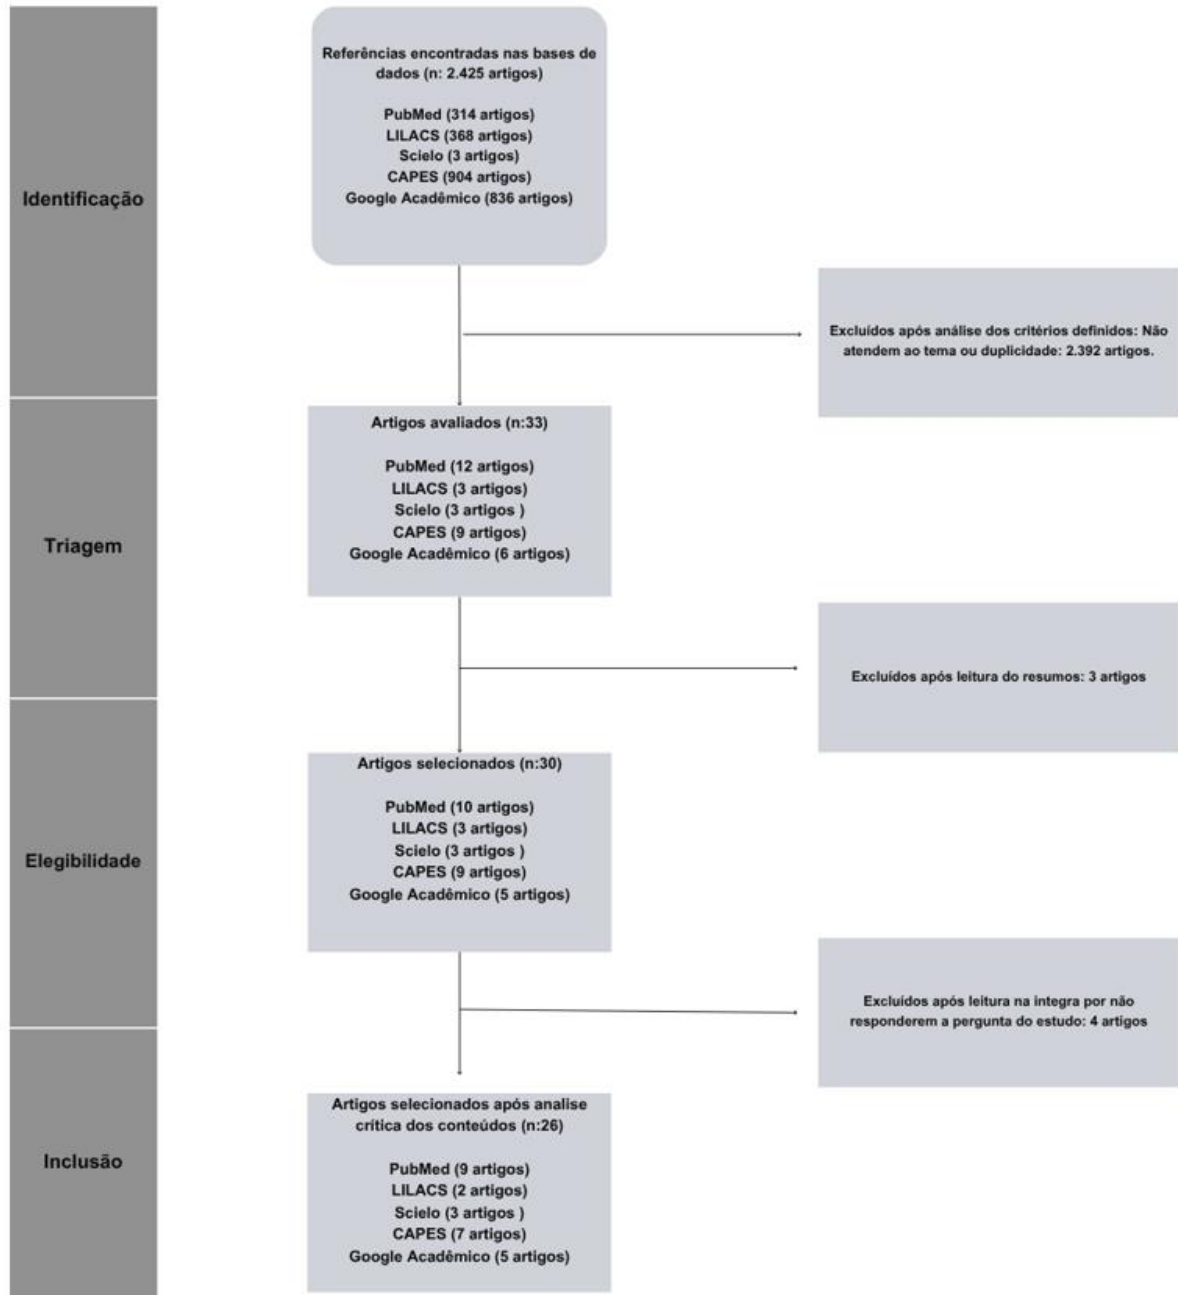 Identificação
Referências encontradas nas bases de
dados (n: 2.425 artigos)
PubMed (314 artigos)
LILACS (368 artigos)
Scielo (3 artigos)
CAPES (904 artigos)
Google Acadêmico (836 artigos)
Excluídos após análise dos critérios definidos: Não
atendem ao tema ou duplicidade: 2.392 artigos.
Triagem
Artigos avaliados (n:33)
PubMed (12 artigos)
LILACS (3 artigos)
Scielo (3 artigos )
CAPES (9 artigos)
Google Acadêmico (6 artigos)
Excluídos após leitura do resumos: 3 artigos
Elegibilidade
Artigos selecionados (n:30)
PubMed (10 artigos)
LILACS (3 artigos)
Scielo (3 artigos )
CAPES (9 artigos)
Google Acadêmico (5 artigos)
Excluídos após leitura na integra por não
responderem a pergunta do estudo: 4 artigos
Inclusão
Artigos selecionados após analise
crítica dos conteúdos (n:26)
PubMed (9 artigos)
LILACS (2 artigos)
Scielo (3 artigos )
CAPES (7 artigos)
Google Acadêmico (5 artigos)